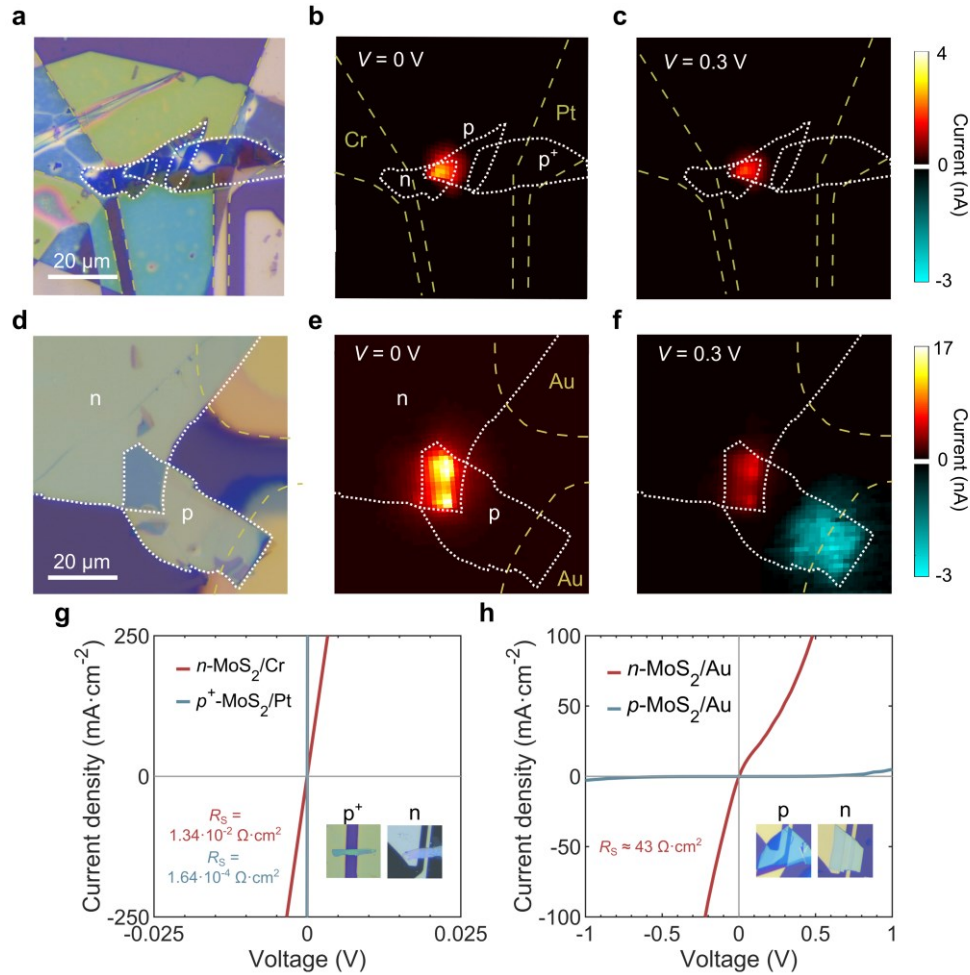 a
20 µm
b
V = 0 V
Cr
Pt
p
n
p⁺
c
V = 0.3 V
4
0
-3
Current (nA)
d
n
p
20 µm
e
V = 0 V
n
Au
p
Au
f
V = 0.3 V
17
0
-3
Current (nA)
g
250
0
-250
-0.025
0
0.025
Current density (mA·cm⁻²)
Voltage (V)
n-MoS₂/Cr
p⁺-MoS₂/Pt
R_S =
1.34·10⁻² Ω·cm²
R_S =
1.64·10⁻⁴ Ω·cm²
p⁺
n
h
100
50
0
-50
-100
-1
-0.5
0
0.5
1
Current density (mA·cm⁻²)
Voltage (V)
n-MoS₂/Au
p-MoS₂/Au
R_S ≈ 43 Ω·cm²
p
n